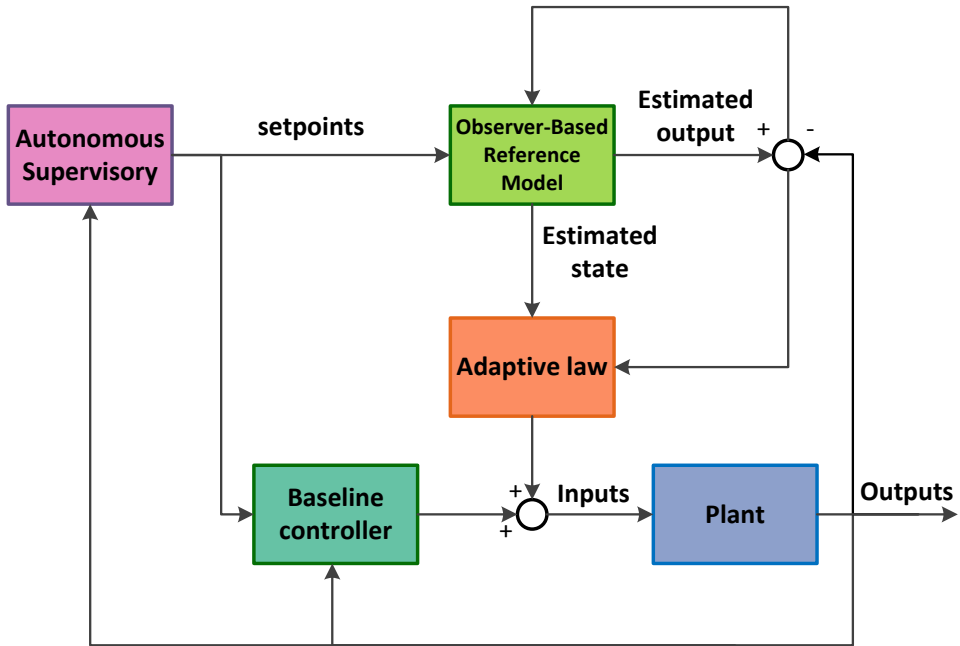 Autonomous
Supervisory
setpoints
Observer-Based
Reference
Model
Estimated
output
+
-
Estimated
state
Adaptive law
Baseline
controller
+
+
Inputs
Plant
Outputs